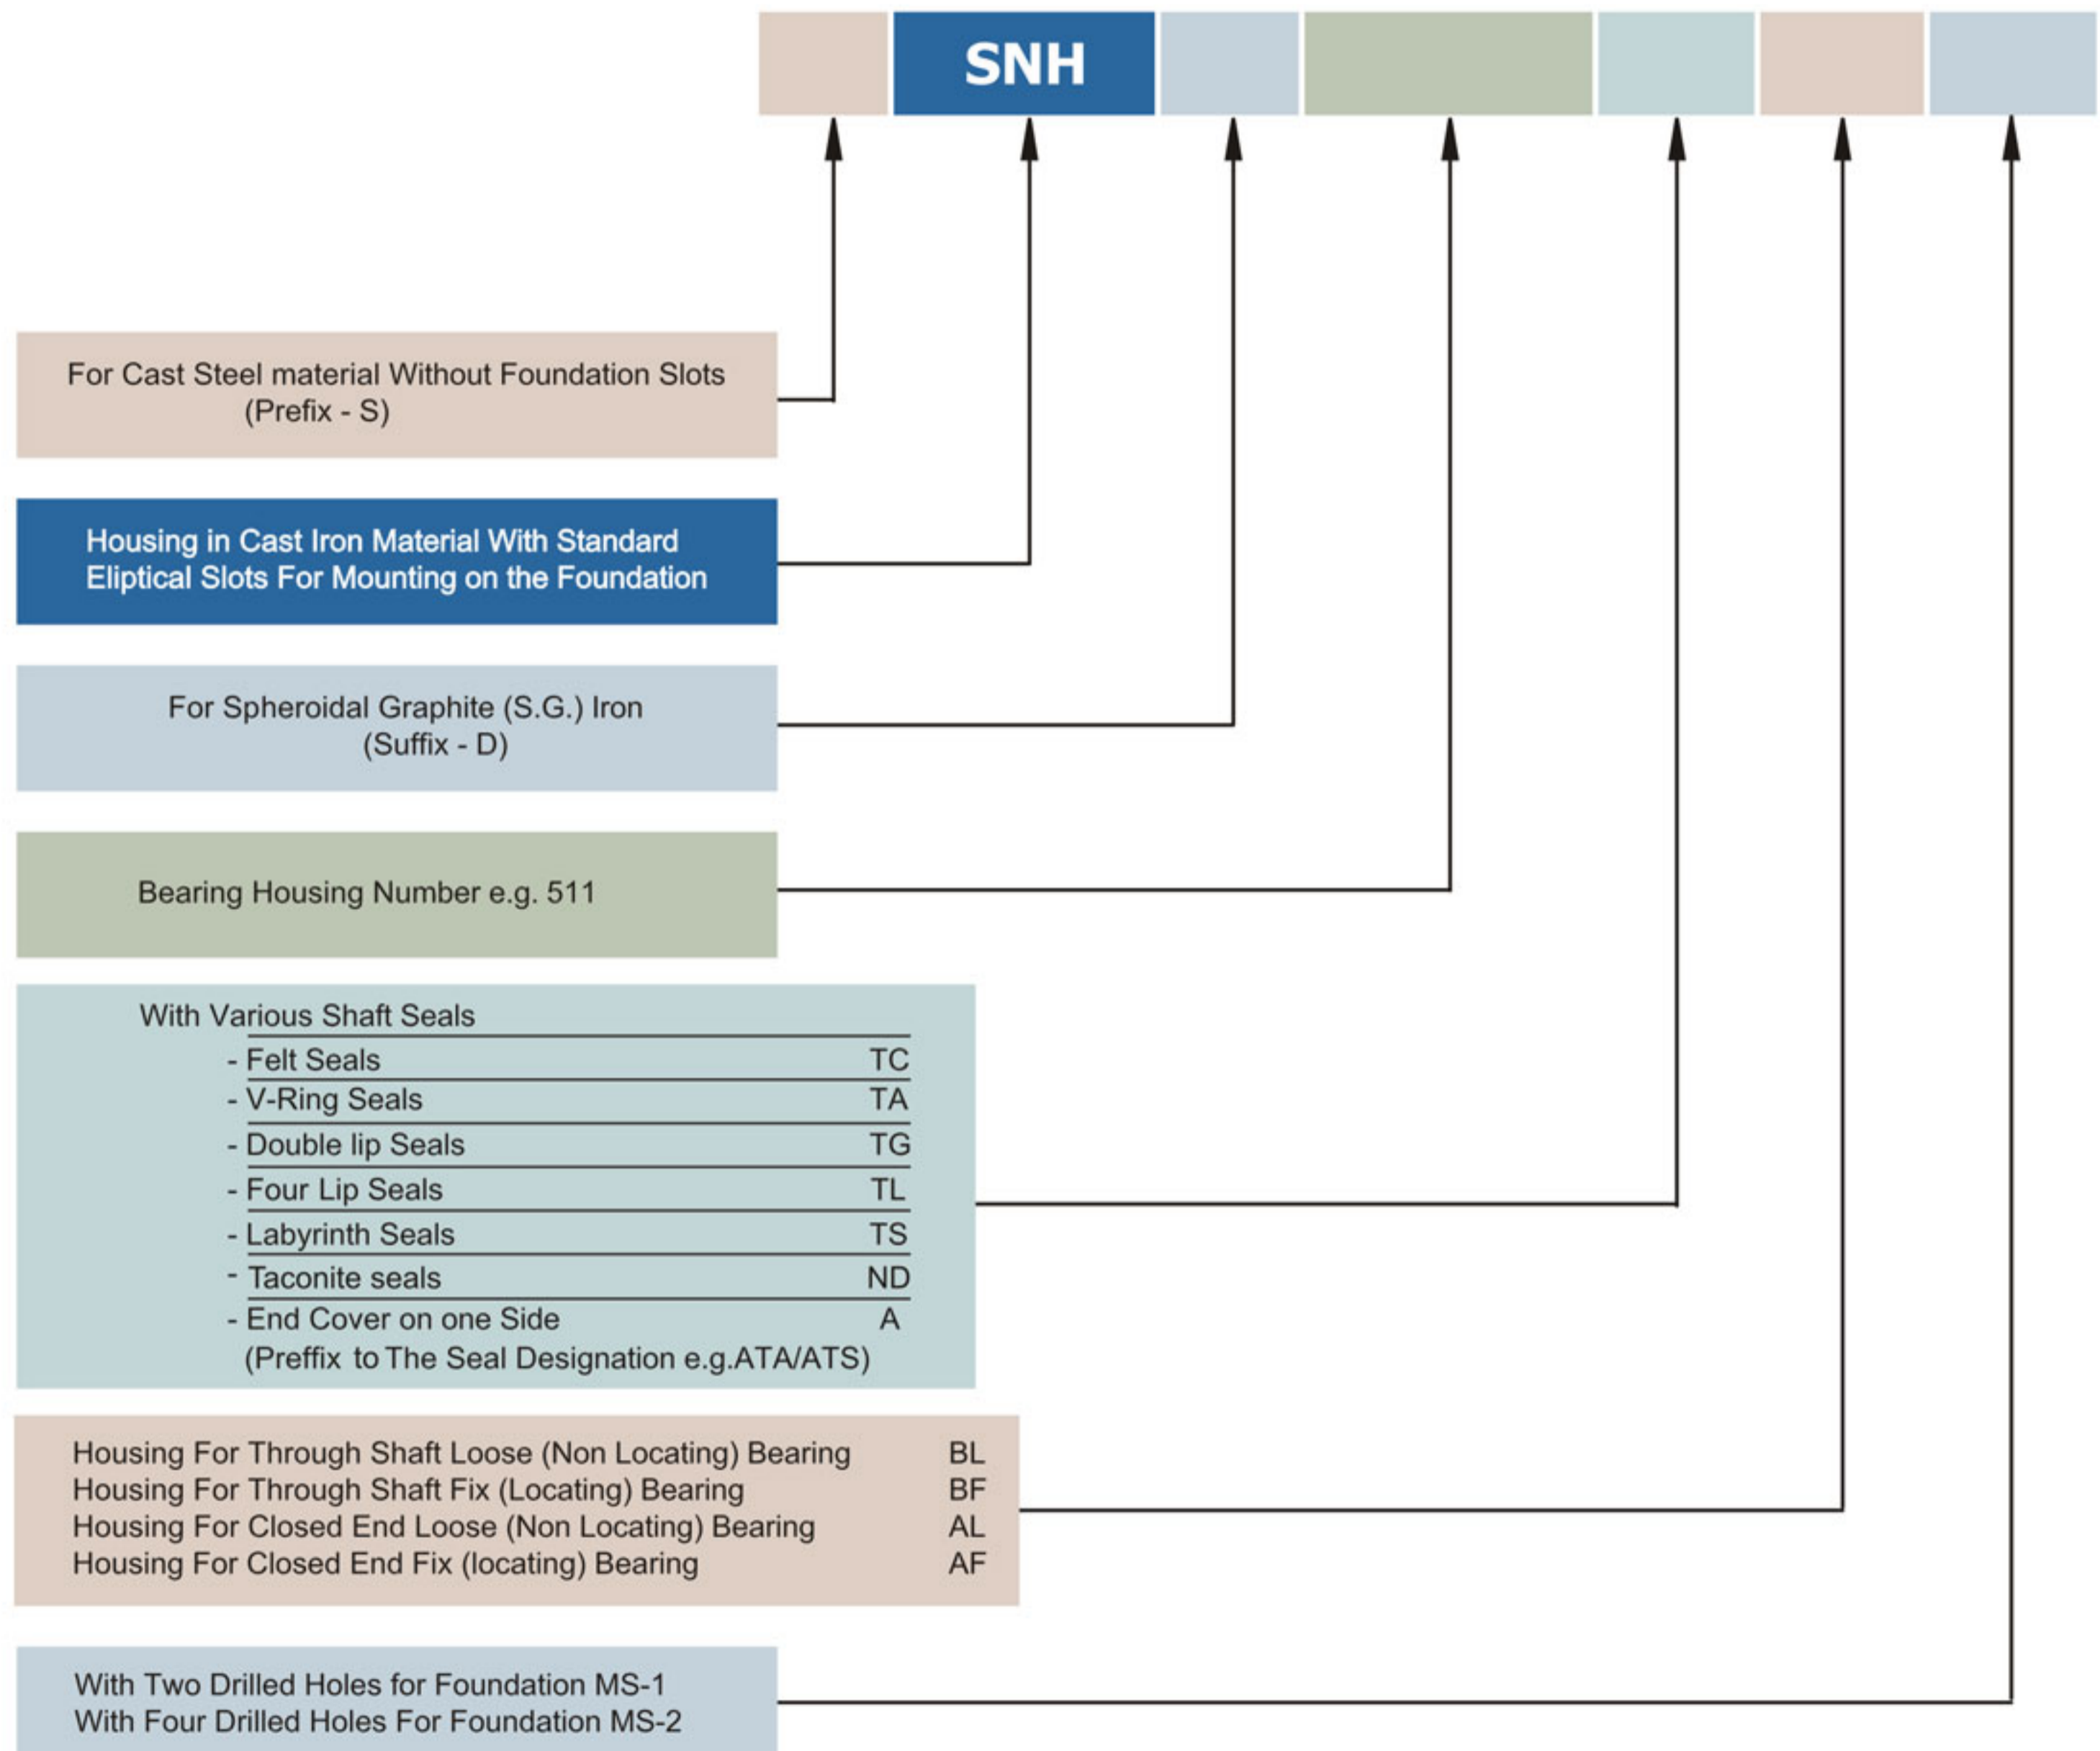 SNH
For Cast Steel material Without Foundation Slots
(Prefix - S)
Housing in Cast Iron Material With Standard
Eliptical Slots For Mounting on the Foundation
For Spheroidal Graphite (S.G.) Iron
(Suffix - D)
Bearing Housing Number e.g. 511
With Various Shaft Seals
- Felt Seals TC
- V-Ring Seals TA
- Double lip Seals TG
- Four Lip Seals TL
- Labyrinth Seals TS
- Taconite seals ND
- End Cover on one Side A
(Preffix to The Seal Designation e.g.ATA/ATS)
Housing For Through Shaft Loose (Non Locating) Bearing BL
Housing For Through Shaft Fix (Locating) Bearing BF
Housing For Closed End Loose (Non Locating) Bearing AL
Housing For Closed End Fix (locating) Bearing AF
With Two Drilled Holes for Foundation MS-1
With Four Drilled Holes For Foundation MS-2